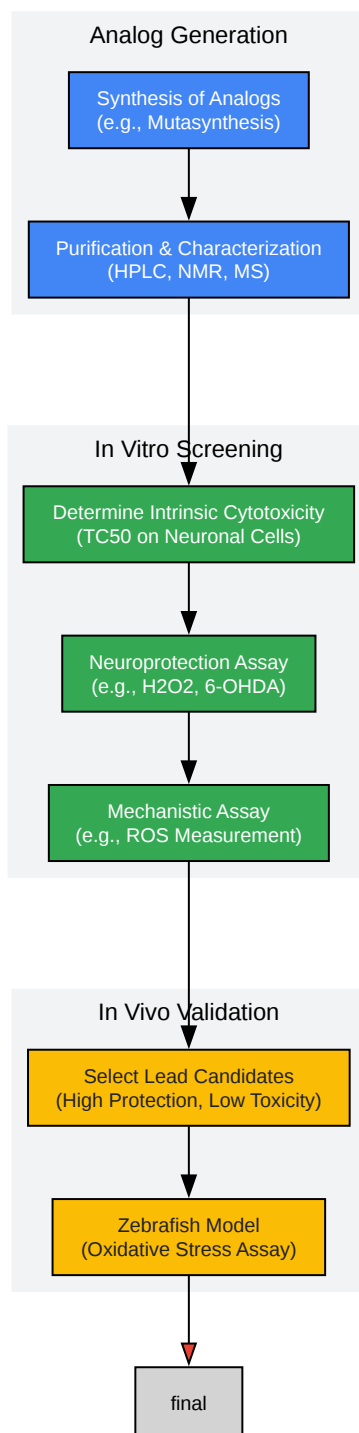 Analog Generation
Synthesis of Analogs
(e.g., Mutasynthesis)
Purification & Characterization
(HPLC, NMR, MS)
In Vitro Screening
Determine Intrinsic Cytotoxicity
(TC50 on Neuronal Cells)
Neuroprotection Assay
(e.g., H2O2, 6-OHDA)
Mechanistic Assay
(e.g., ROS Measurement)
In Vivo Validation
Select Lead Candidates
(High Protection, Low Toxicity)
Zebrafish Model
(Oxidative Stress Assay)
final